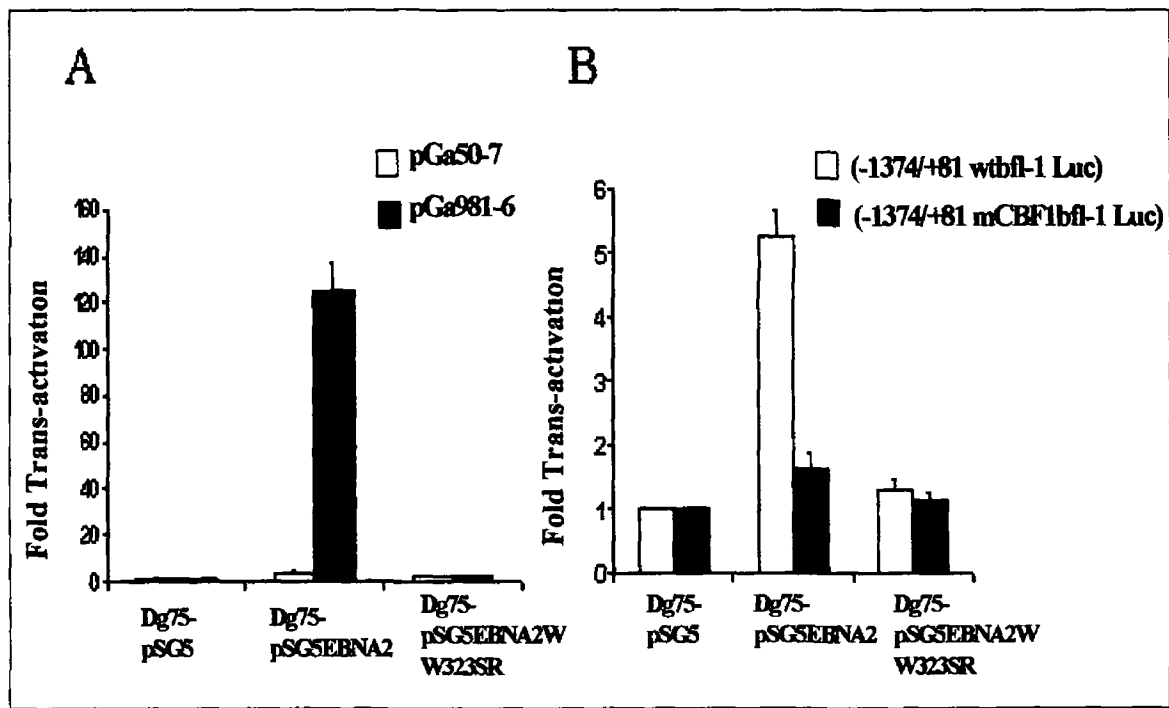 A
pGa50-7
pGa981-6
Fold Trans-activation
160
140
120
100
80
60
40
20
0
Dg75-
pSG5
Dg75-
pSG5EBNA2
Dg75-
pSG5EBNA2W
W323SR
B
(-1374/+81 wtbfl-1 Luc)
(-1374/+81 mCBF1bfl-1 Luc)
Fold Trans-activation
6
5
4
3
2
1
0
Dg75-
pSG5
Dg75-
pSG5EBNA2
Dg75-
pSG5EBNA2W
W323SR